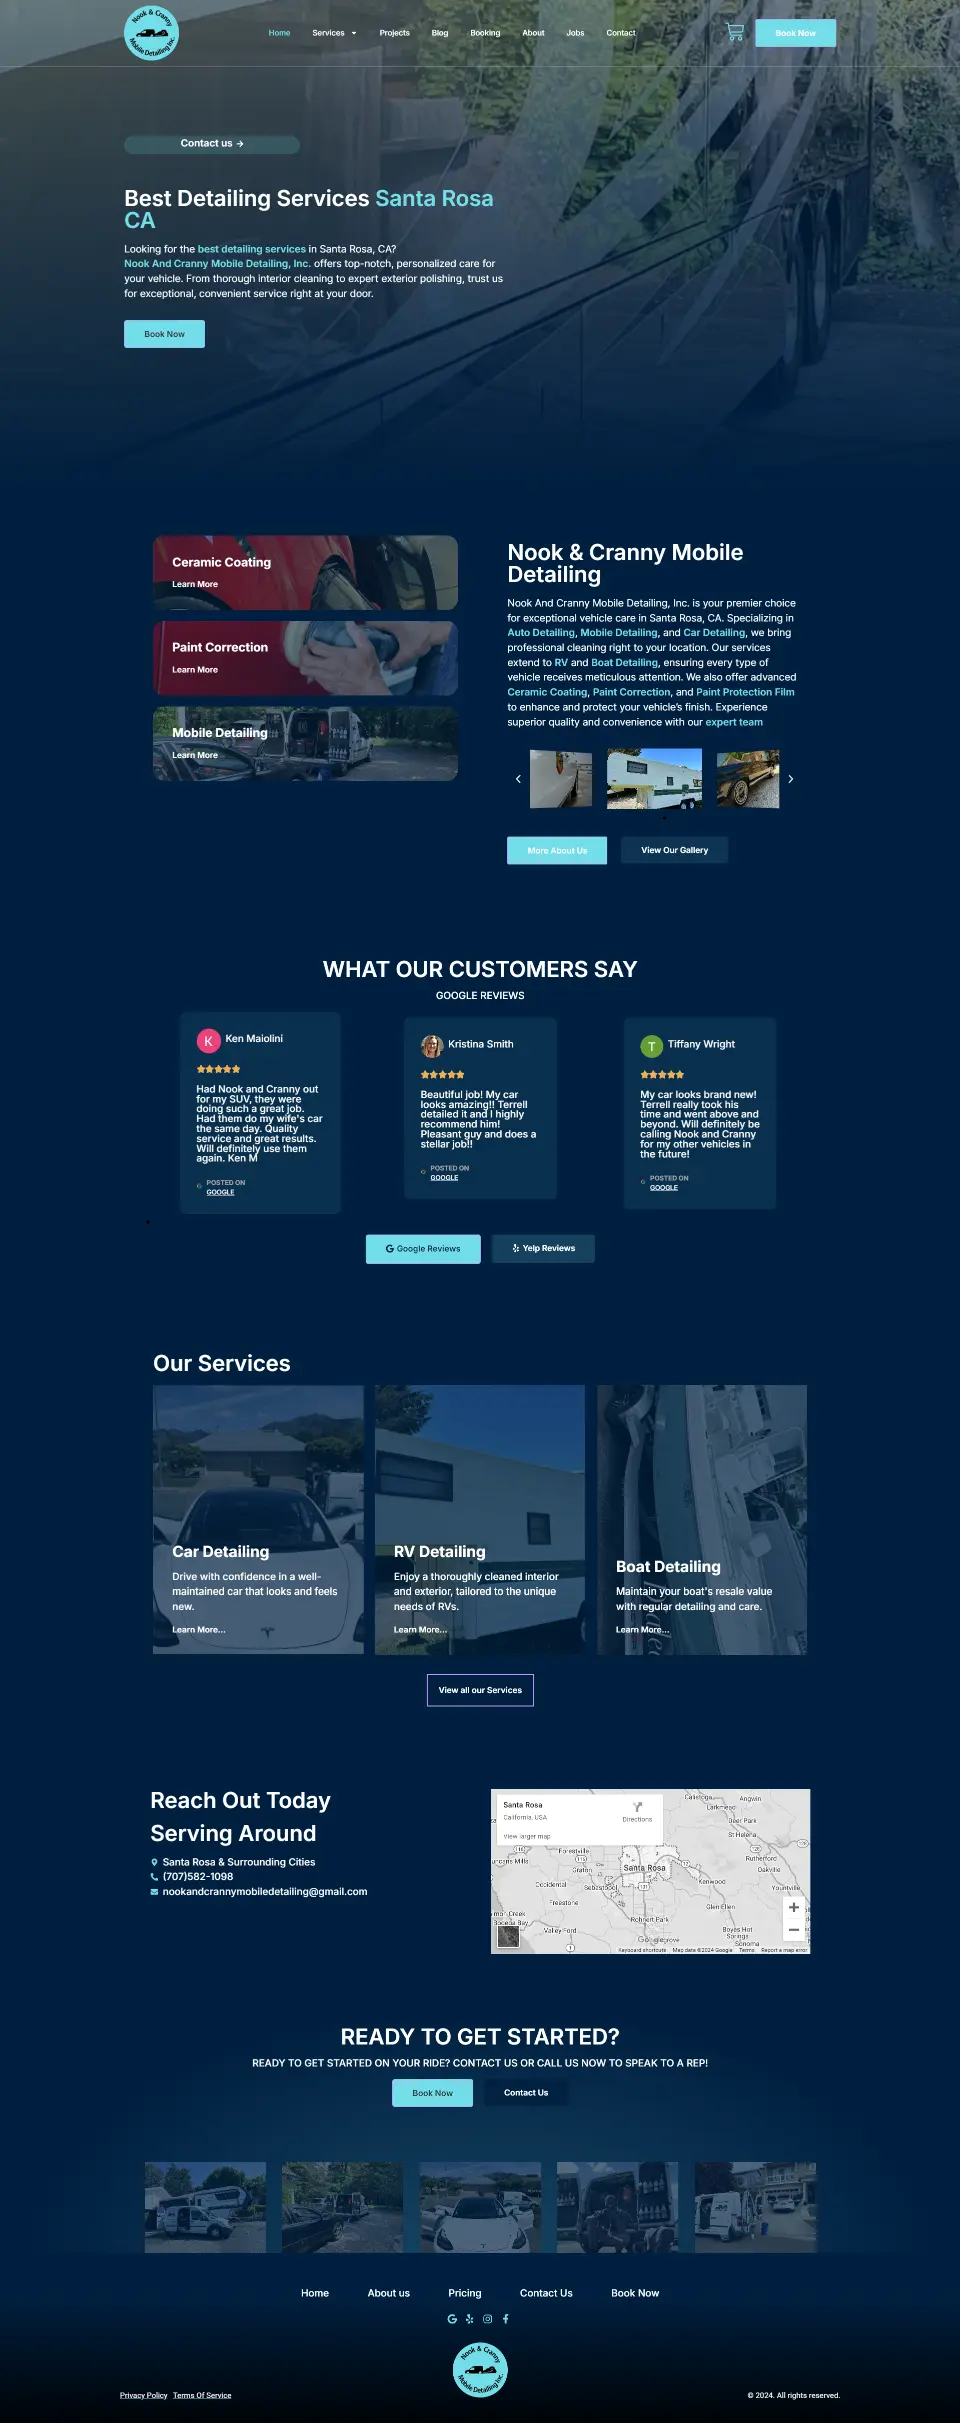 Nook & Cranny
Mobile Detailing Inc.
Home
Services
Projects
Blog
Booking
About
Jobs
Contact
Book Now
Contact us →
Best Detailing Services Santa Rosa
CA
Looking for the best detailing services in Santa Rosa, CA?
Nook And Cranny Mobile Detailing, Inc. offers top-notch, personalized care for
your vehicle. From thorough interior cleaning to expert exterior polishing, trust us
for exceptional, convenient service right at your door.
Book Now
Ceramic Coating
Learn More
Paint Correction
Learn More
Mobile Detailing
Learn More
Nook & Cranny Mobile
Detailing
Nook And Cranny Mobile Detailing, Inc. is your premier choice
for exceptional vehicle care in Santa Rosa, CA. Specializing in
Auto Detailing, Mobile Detailing, and Car Detailing, we bring
professional cleaning right to your location. Our services
extend to RV and Boat Detailing, ensuring every type of
vehicle receives meticulous attention. We also offer advanced
Ceramic Coating, Paint Correction, and Paint Protection Film
to enhance and protect your vehicle's finish. Experience
superior quality and convenience with our expert team
More About Us
View Our Gallery
WHAT OUR CUSTOMERS SAY
GOOGLE REVIEWS
K
Ken Maiolini
Had Nook and Cranny out
for my SUV, they were
doing such a great job.
Had them do my wife's car
the same day. Quality
service and great results.
Will definitely use them
again. Ken M
POSTED ON
GOOGLE
Kristina Smith
Beautiful job! My car
looks amazing!! Terrell
detailed it and I highly
recommend him!
Pleasant guy and does a
stellar job!!
POSTED ON
GOOGLE
T
Tiffany Wright
My car looks brand new!
Terrell really took his
time and went above and
beyond. Will definitely be
calling Nook and Cranny
for my other vehicles in
the future!
POSTED ON
GOOGLE
Google Reviews
Yelp Reviews
Our Services
Car Detailing
Drive with confidence in a well-
maintained car that looks and feels
new.
Learn More...
RV Detailing
Enjoy a thoroughly cleaned interior
and exterior, tailored to the unique
needs of RVs.
Learn More...
Boat Detailing
Maintain your boat's resale value
with regular detailing and care.
Learn More...
View all our Services
Reach Out Today
Serving Around
Santa Rosa & Surrounding Cities
(707)582-1098
nookandcrannymobiledetailing@gmail.com
Santa Rosa
California, USA
Directions
View larger map
Calistoga
Angwin
Larkmead
Deer Park
St Helena
Forestville
Rutherford
uncans Mills
Graton
Santa Rosa
Oakville
Occidental
Sebastopol
Kenwood
Yountville
Freestone
Glen Ellen
mon Creek
Rohnert Park
Bodega Bay
Valley Ford
Boyes Hot
Springs
Sonoma
Google
Keyboard shortcuts
Map data ©2024 Google
Terms
Report a map error
READY TO GET STARTED?
READY TO GET STARTED ON YOUR RIDE? CONTACT US OR CALL US NOW TO SPEAK TO A REP!
Book Now
Contact Us
Home
About us
Pricing
Contact Us
Book Now
Nook & Cranny
Mobile Detailing Inc.
Privacy Policy
Terms Of Service
© 2024. All rights reserved.